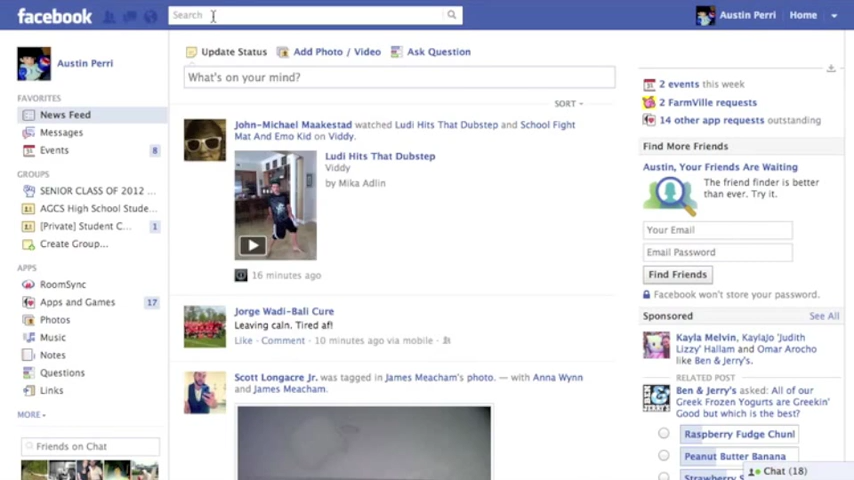 facebook
Search
Austin Perri
Home
Austin Perri
FAVORITES
News Feed
Messages
Events 8
GROUPS
SENIOR CLASS OF 2012 ...
AGCS High School Stude...
[Private] Student C... 1
Create Group...
APPS
RoomSync
Apps and Games 17
Photos
Music
Notes
Questions
Links
MORE
Friends on Chat
Update Status
Add Photo / Video
Ask Question
What's on your mind?
SORT
John-Michael Maakestad watched Ludi Hits That Dubstep and School Fight
Mat And Emo Kid on Viddy.
Ludi Hits That Dubstep
Viddy
by Mika Adlin
16 minutes ago
Jorge Wadi-Bali Cure
Leaving caln. Tired af!
Like · Comment · 10 minutes ago via mobile ·
Scott Longacre Jr. was tagged in James Meacham's photo. — with Anna Wynn
and James Meacham.
2 events this week
2 FarmVille requests
14 other app requests outstanding
Find More Friends
Austin, Your Friends Are Waiting
The friend finder is better
than ever. Try it.
Your Email
Email Password
Find Friends
Facebook won't store your password.
Sponsored
See All
Kayla Melvin, KaylaJo 'Judith
Lizzy' Hallam and Omar Arocho
like Ben & Jerry's.
RELATED POST
Ben & Jerry's asked: All of our
Greek Frozen Yogurts are Greekin'
Good but which is the best?
Raspberry Fudge Chunl
Peanut Butter Banana
Strawberry S
Chat (18)